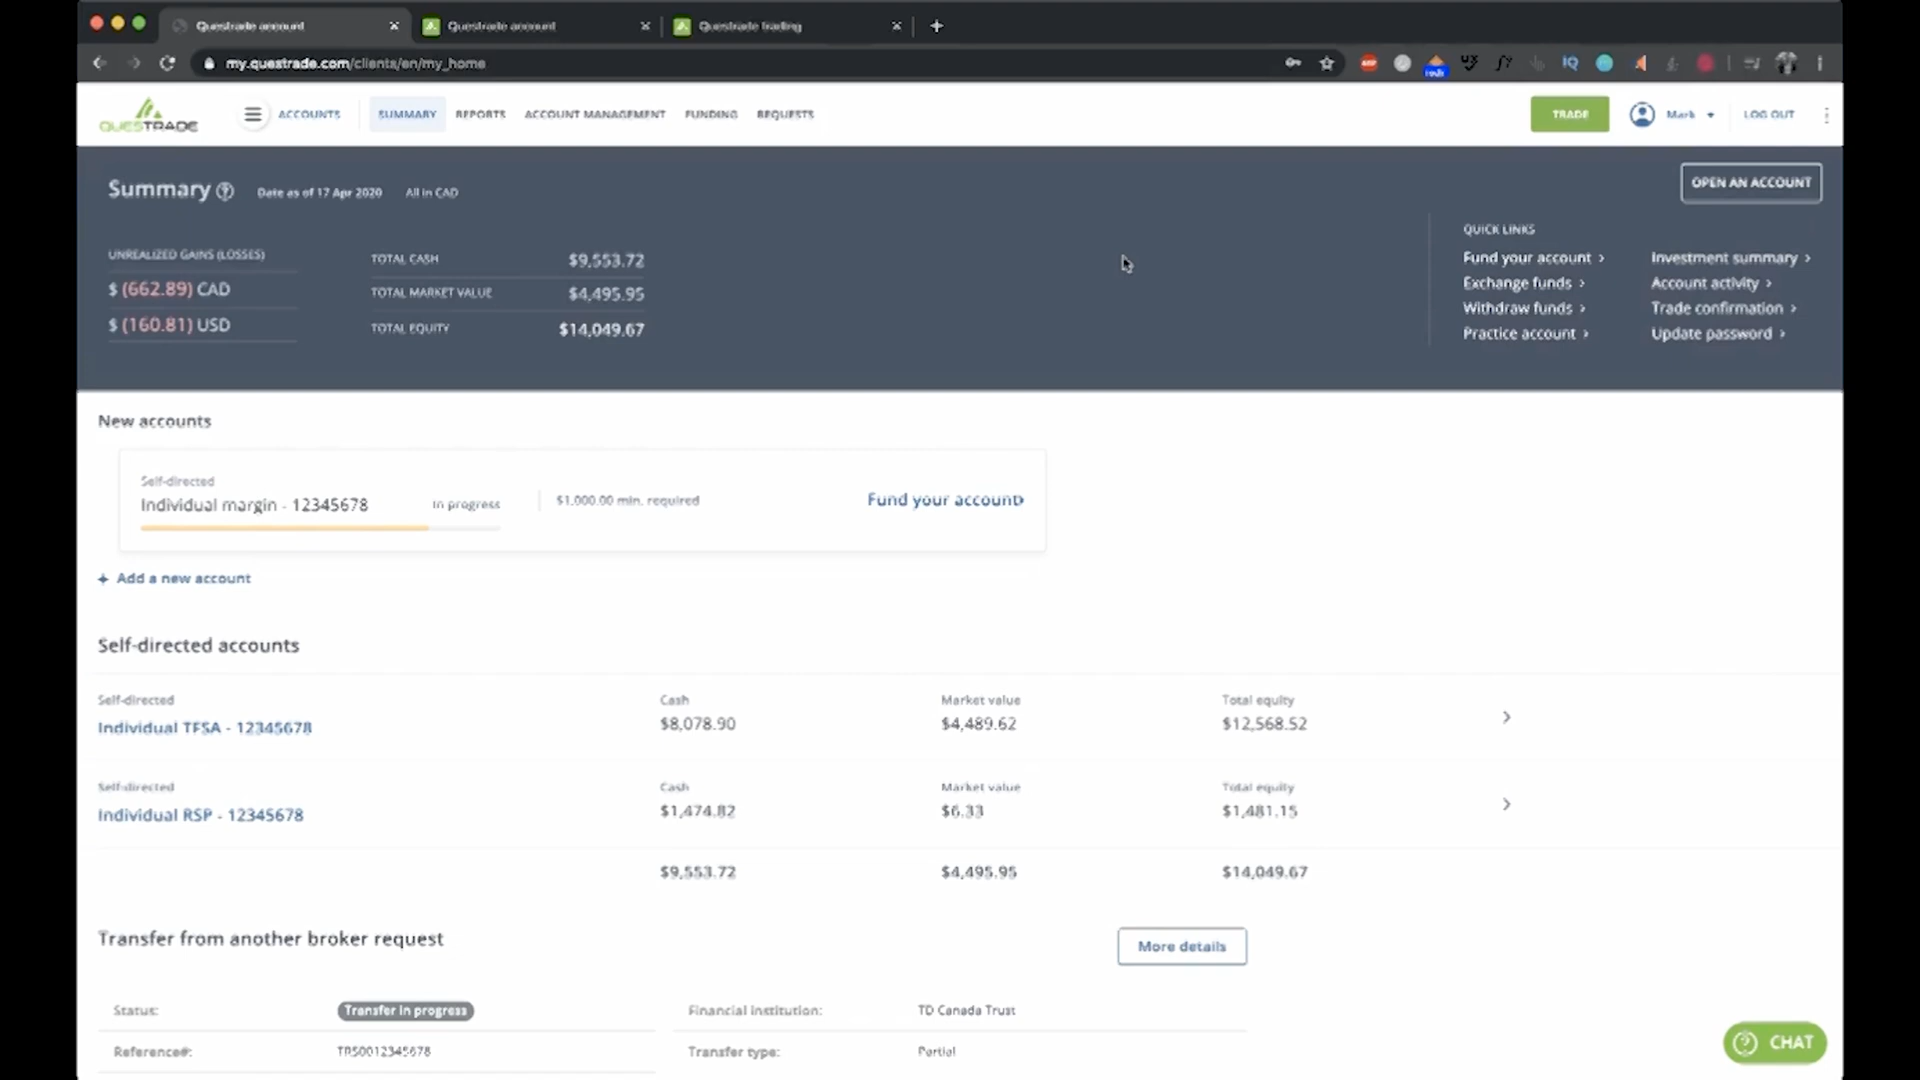 Questrade account
Questrade account
Questrade trading
my.questrade.com/clients/en/my_home
QUESTRADE
ACCOUNTS
SUMMARY
REPORTS
ACCOUNT MANAGEMENT
FUNDING
REQUESTS
TRADE
Mark
LOG OUT
Summary
Date as of 17 Apr 2020
All in CAD
OPEN AN ACCOUNT
UNREALIZED GAINS (LOSSES)
$ (662.89) CAD
$ (160.81) USD
TOTAL CASH $9,553.72
TOTAL MARKET VALUE $4,495.95
TOTAL EQUITY $14,049.67
QUICK LINKS
Fund your account >
Exchange funds >
Withdraw funds >
Practice account >
Investment summary >
Account activity >
Trade confirmation >
Update password >
New accounts
Self-directed
Individual margin - 12345678
In progress
$1,000.00 min. required
Fund your account
+ Add a new account
Self-directed accounts
Self-directed
Individual TFSA - 12345678
Cash
$8,078.90
Market value
$4,489.62
Total equity
$12,568.52
Self-directed
Individual RSP - 12345678
Cash
$1,474.82
Market value
$6.33
Total equity
$1,481.15
$9,553.72 $4,495.95 $14,049.67
Transfer from another broker request
More details
Status: Transfer in progress
Financial institution: TD Canada Trust
Reference#: TRS0012345678
Transfer type: Partial
CHAT